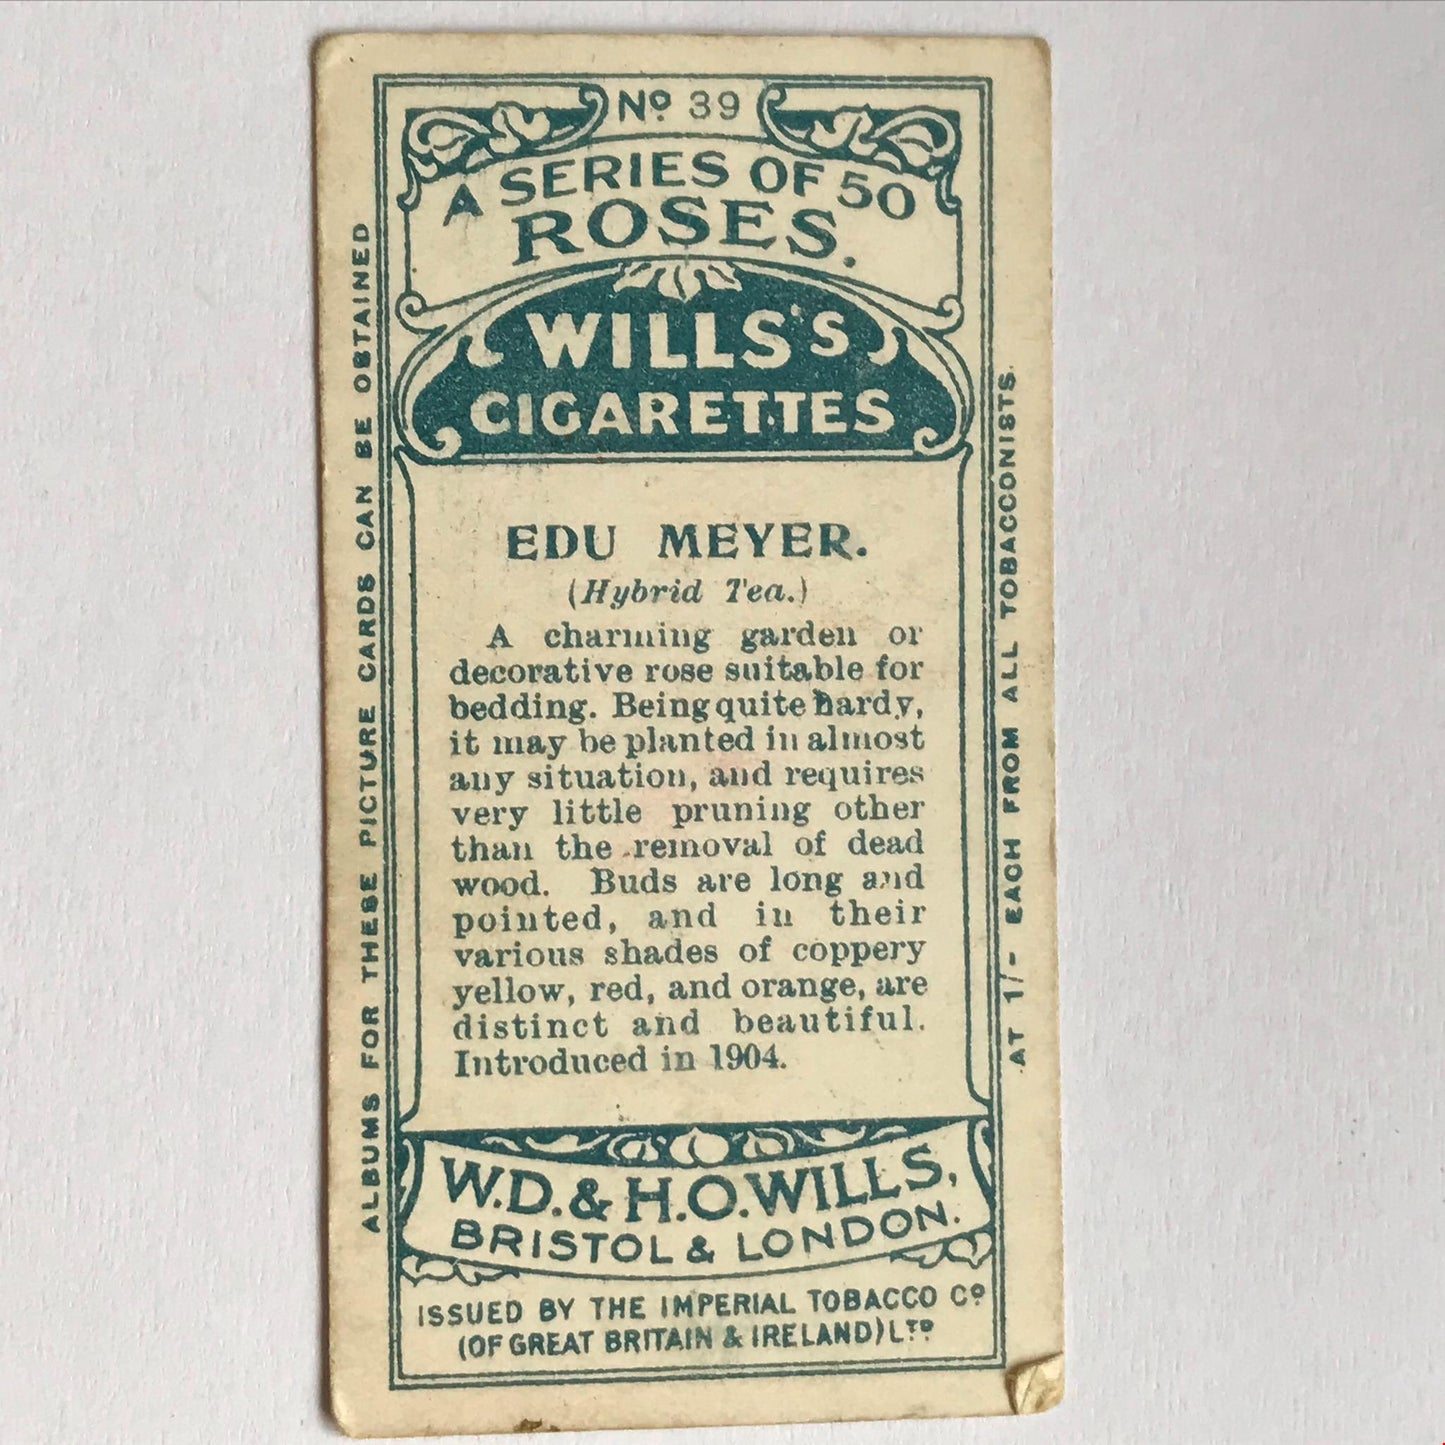 Nº 39
A SERIES OF 50
ROSES.
WILLS'S
CIGARETTES
EDU MEYER.
(Hybrid Tea.)
A charming garden or
decorative rose suitable for
bedding. Being quite hardy,
it may be planted in almost
any situation, and requires
very little pruning other
than the removal of dead
wood. Buds are long and
pointed, and in their
various shades of coppery
yellow, red, and orange, are
distinct and beautiful.
Introduced in 1904.
W.D. & H.O. WILLS,
BRISTOL & LONDON.
ISSUED BY THE IMPERIAL TOBACCO Cº
(OF GREAT BRITAIN & IRELAND) LTD
ALBUMS FOR THESE PICTURE CARDS CAN BE OBTAINED
AT 1/- EACH FROM ALL TOBACCONISTS.